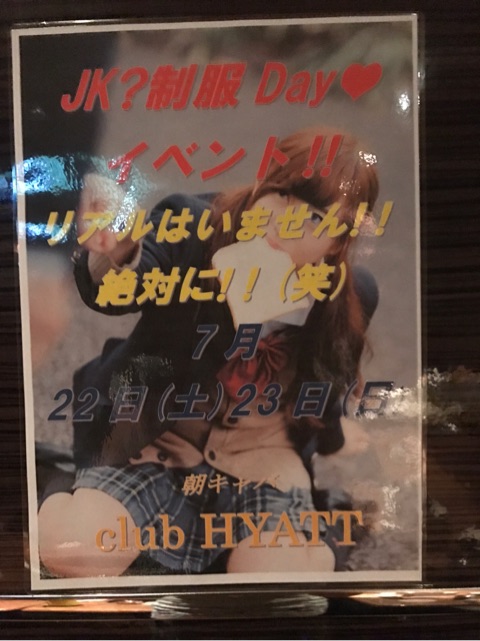 JK?制服 Day❤
イベント!!
リアルはいません!!
絶対に!!(笑)
7月
22日(土)23日(日
朝キャバ
club HYATT